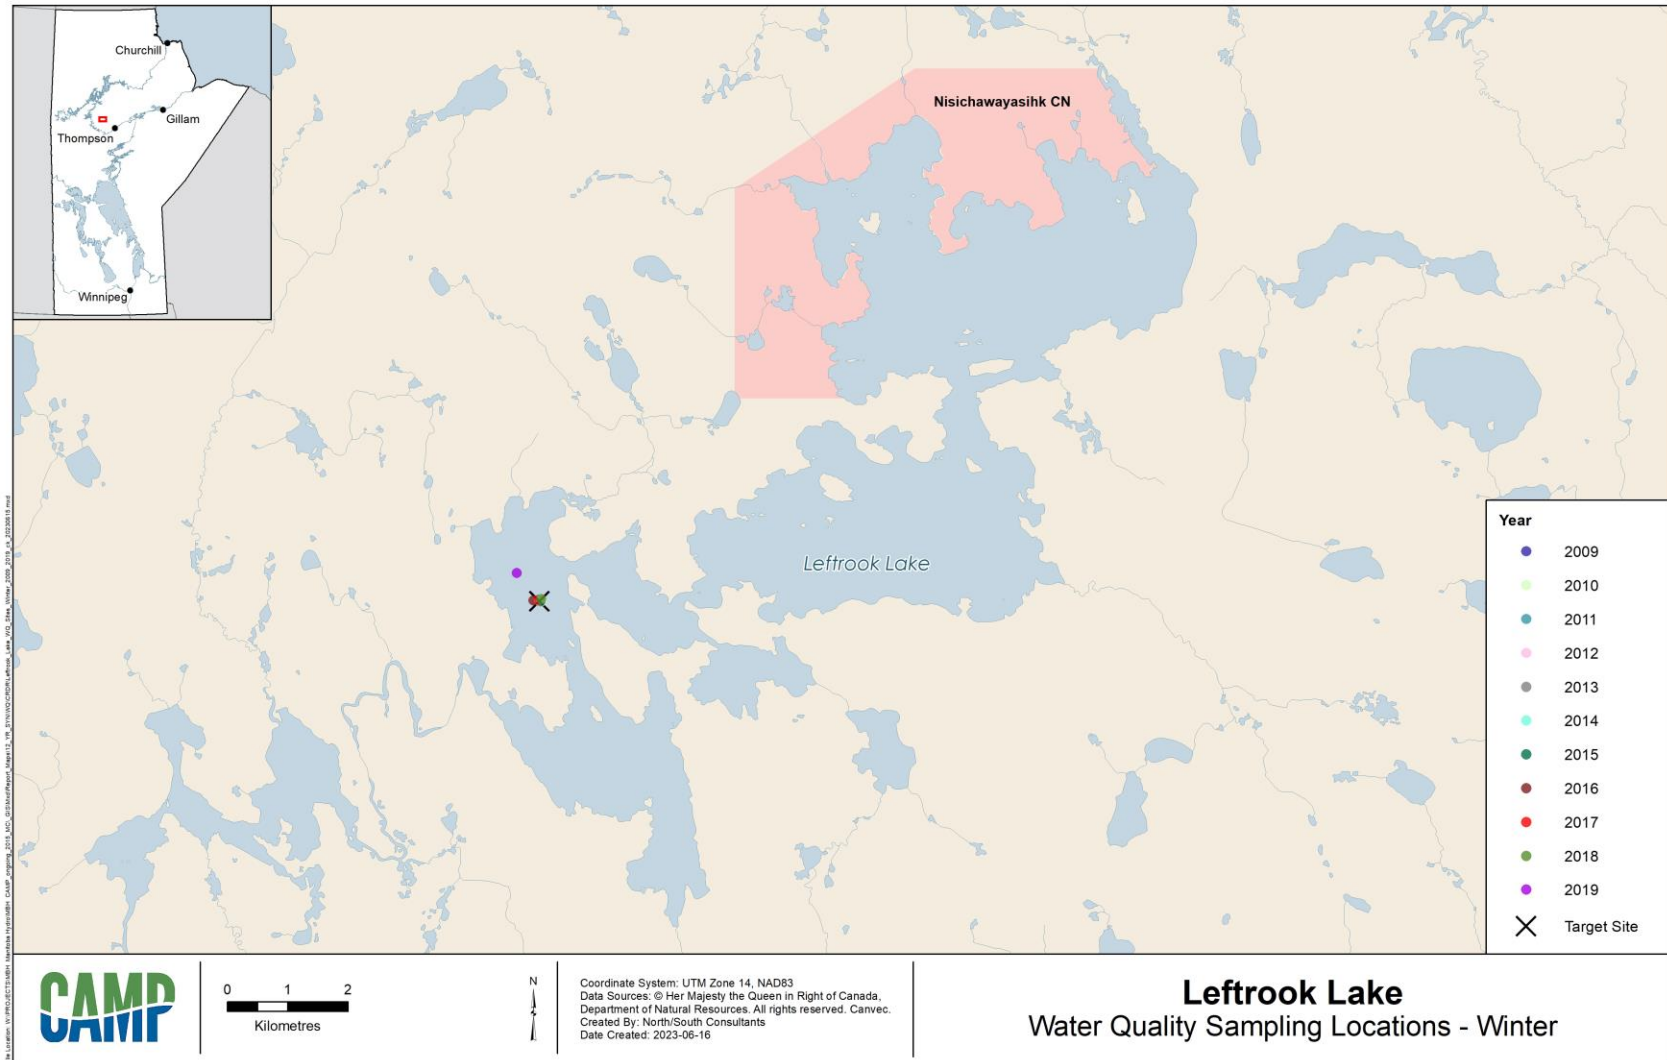 Churchill
Gillam
Thompson
Winnipeg
Nisichawayasihk CN
Leftrook Lake
Year
2009
2010
2011
2012
2013
2014
2015
2016
2017
2018
2019
Target Site
CAMP
0 1 2
Kilometres
N
Coordinate System: UTM Zone 14, NAD83
Data Sources: © Her Majesty the Queen in Right of Canada,
Department of Natural Resources. All rights reserved. Canvec.
Created By: North/South Consultants
Date Created: 2023-06-16
Leftrook Lake
Water Quality Sampling Locations - Winter